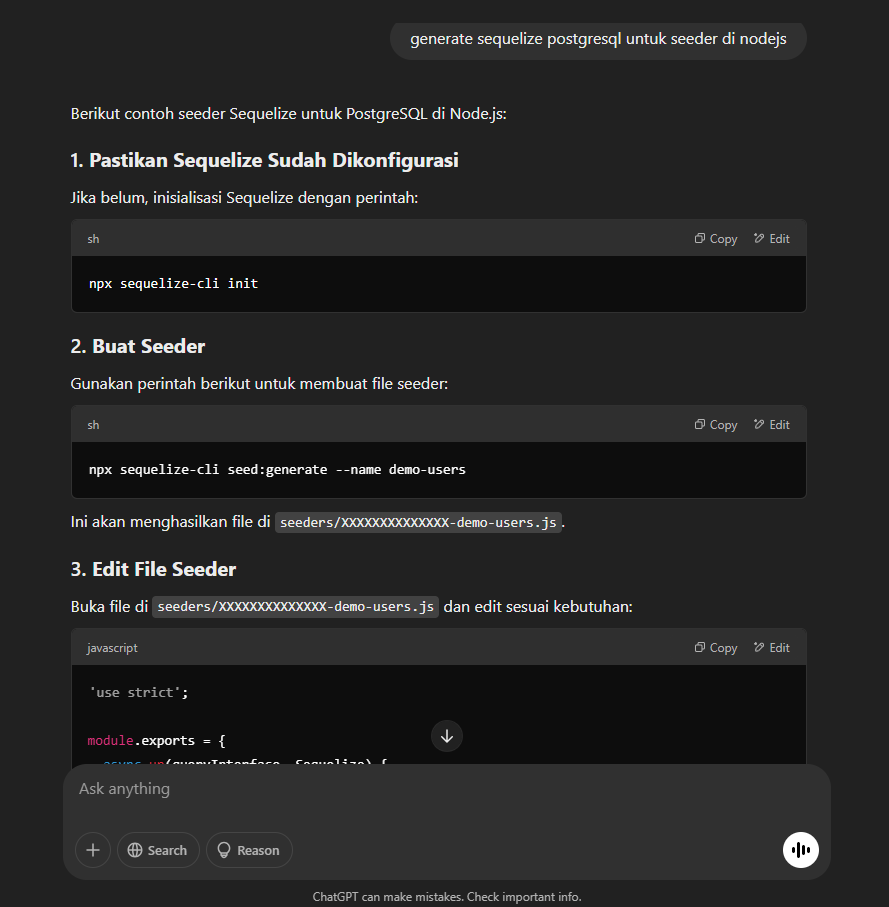 generate sequelize postgresql untuk seeder di nodejs
Berikut contoh seeder Sequelize untuk PostgreSQL di Node.js:
1. Pastikan Sequelize Sudah Dikonfigurasi
Jika belum, inisialisasi Sequelize dengan perintah:
sh Copy Edit
npx sequelize-cli init
2. Buat Seeder
Gunakan perintah berikut untuk membuat file seeder:
sh Copy Edit
npx sequelize-cli seed:generate --name demo-users
Ini akan menghasilkan file di seeders/XXXXXXXXXXXXXX-demo-users.js.
3. Edit File Seeder
Buka file di seeders/XXXXXXXXXXXXXX-demo-users.js dan edit sesuai kebutuhan:
javascript Copy Edit
'use strict';
module.exports = {
async up(queryInterface, Sequelize) {
Ask anything
Search Reason
ChatGPT can make mistakes. Check important info.